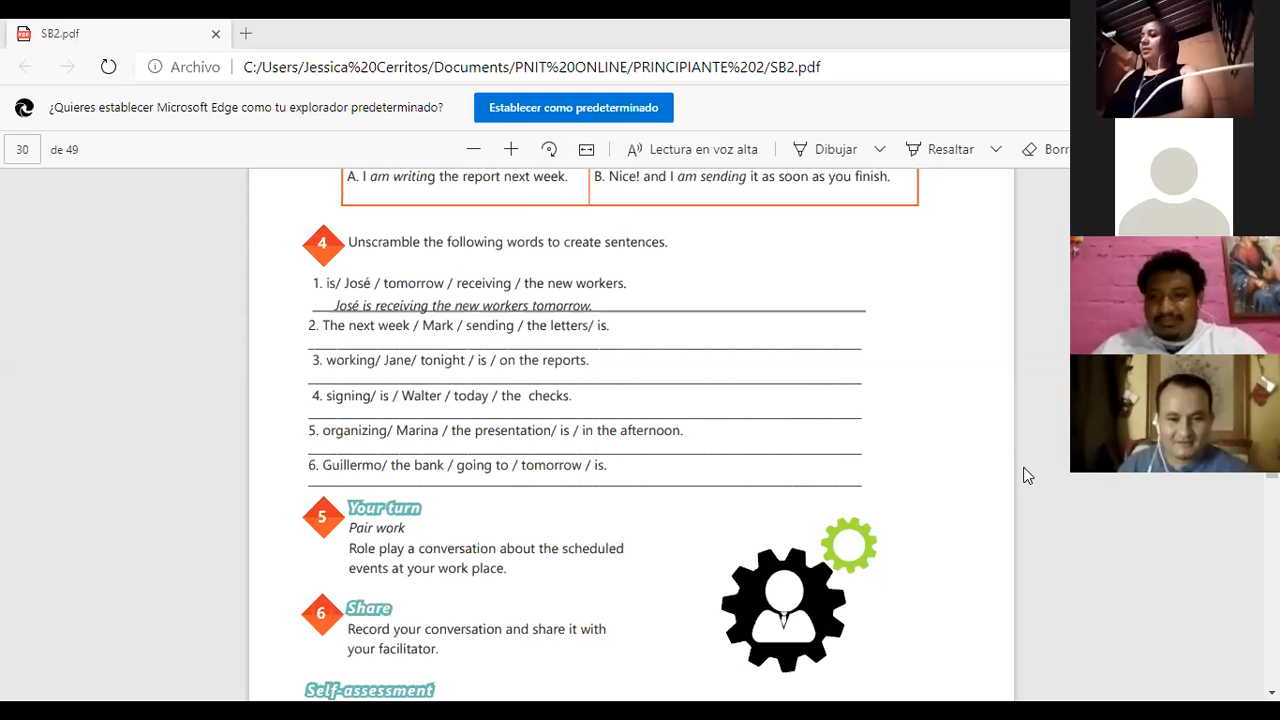 SB2.pdf
Archivo C:/Users/Jessica%20Cerritos/Documents/PNIT%20ONLINE/PRINCIPIANTE%202/SB2.pdf
¿Quieres establecer Microsoft Edge como tu explorador predeterminado? Establecer como predeterminado
30 de 49 Lectura en voz alta Dibujar Resaltar Borr
A. I am writing the report next week. B. Nice! and I am sending it as soon as you finish.
4 Unscramble the following words to create sentences.
1. is/ José / tomorrow / receiving / the new workers.
José is receiving the new workers tomorrow.
2. The next week / Mark / sending / the letters/ is.
3. working/ Jane/ tonight / is / on the reports.
4. signing/ is / Walter / today / the checks.
5. organizing/ Marina / the presentation/ is / in the afternoon.
6. Guillermo/ the bank / going to / tomorrow / is.
5 Your turn
Pair work
Role play a conversation about the scheduled
events at your work place.
6 Share
Record your conversation and share it with
your facilitator.
Self-assessment